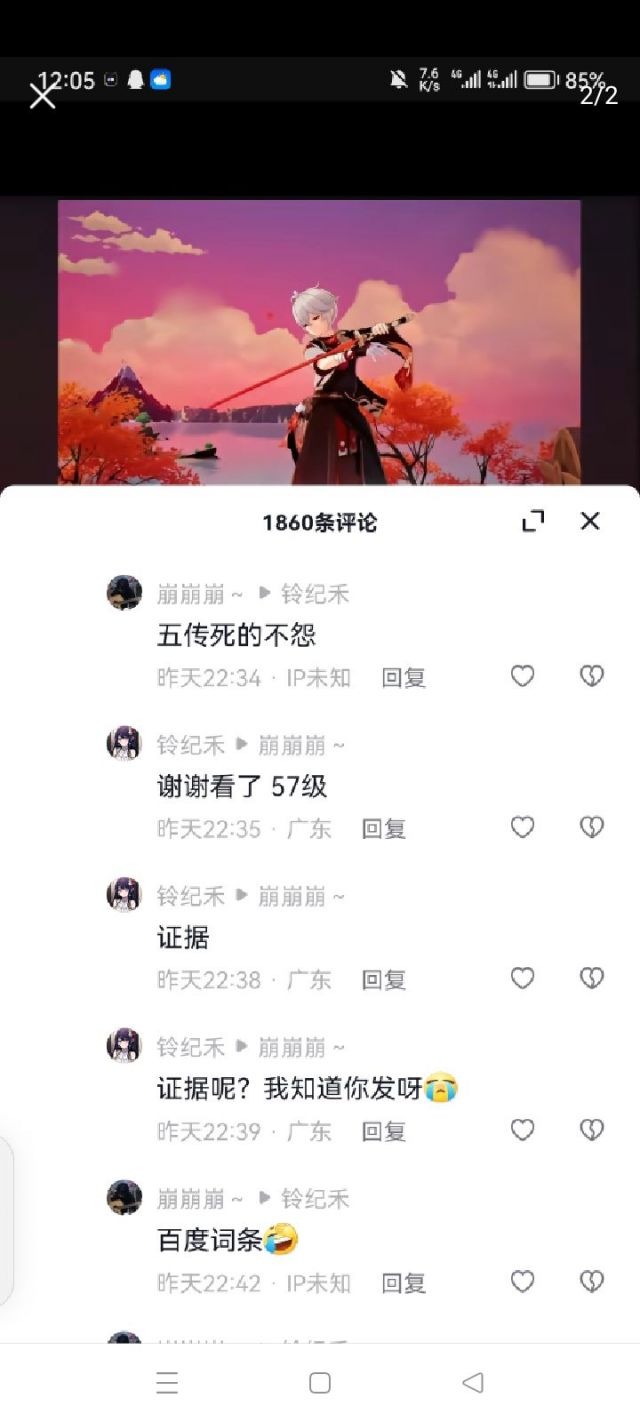 12:05
7.6 K/s
4G
4G
85%
2/2
1860条评论
崩崩崩 ~ ▶ 铃纪禾
五传死的不怨
昨天22:34 · IP未知 回复
铃纪禾 ▶ 崩崩崩 ~
谢谢看了 57级
昨天22:35 · 广东 回复
铃纪禾 ▶ 崩崩崩 ~
证据
昨天22:38 · 广东 回复
铃纪禾 ▶ 崩崩崩 ~
证据呢？我知道你发呀😭
昨天22:39 · 广东 回复
崩崩崩 ~ ▶ 铃纪禾
百度词条🤣
昨天22:42 · IP未知 回复